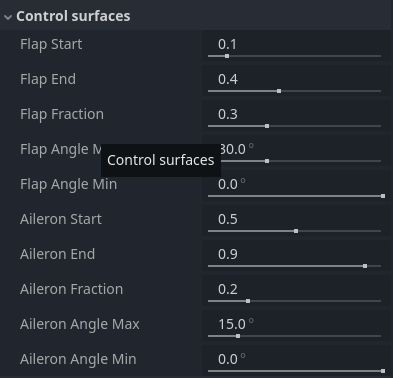 Control surfaces
Flap Start 0.1
Flap End 0.4
Flap Fraction 0.3
Flap Angle M 30.0 °
Control surfaces
Flap Angle Min 0.0 °
Aileron Start 0.5
Aileron End 0.9
Aileron Fraction 0.2
Aileron Angle Max 15.0 °
Aileron Angle Min 0.0 °